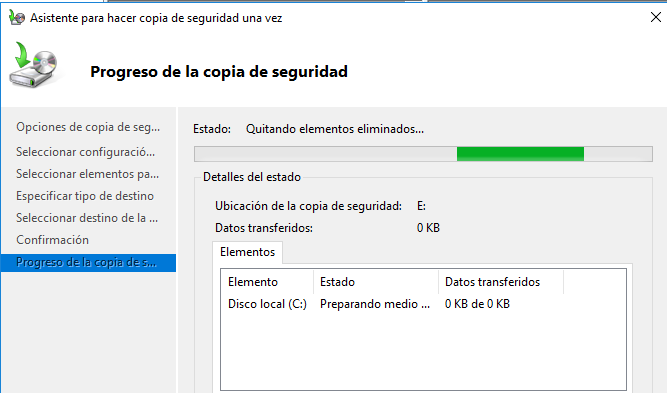 Asistente para hacer copia de seguridad una vez
Progreso de la copia de seguridad
Opciones de copia de seg...
Seleccionar configuració...
Seleccionar elementos pa...
Especificar tipo de destino
Seleccionar destino de la ...
Confirmación
Progreso de la copia de s...
Estado: Quitando elementos eliminados...
Detalles del estado
Ubicación de la copia de seguridad: E:
Datos transferidos: 0 KB
Elementos
Elemento Estado Datos transferidos
Disco local (C:) Preparando medio ... 0 KB de 0 KB